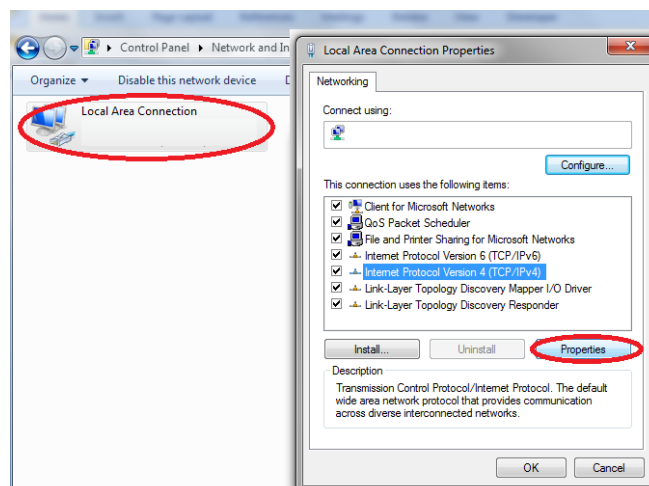 Control Panel Network and In
Organize Disable this network device
Local Area Connection
Local Area Connection Properties
Networking
Connect using:
Configure...
This connection uses the following items:
Client for Microsoft Networks
QoS Packet Scheduler
File and Printer Sharing for Microsoft Networks
Internet Protocol Version 6 (TCP/IPv6)
Internet Protocol Version 4 (TCP/IPv4)
Link-Layer Topology Discovery Mapper I/O Driver
Link-Layer Topology Discovery Responder
Install... Uninstall Properties
Description
Transmission Control Protocol/Internet Protocol. The default
wide area network protocol that provides communication
across diverse interconnected networks.
OK Cancel